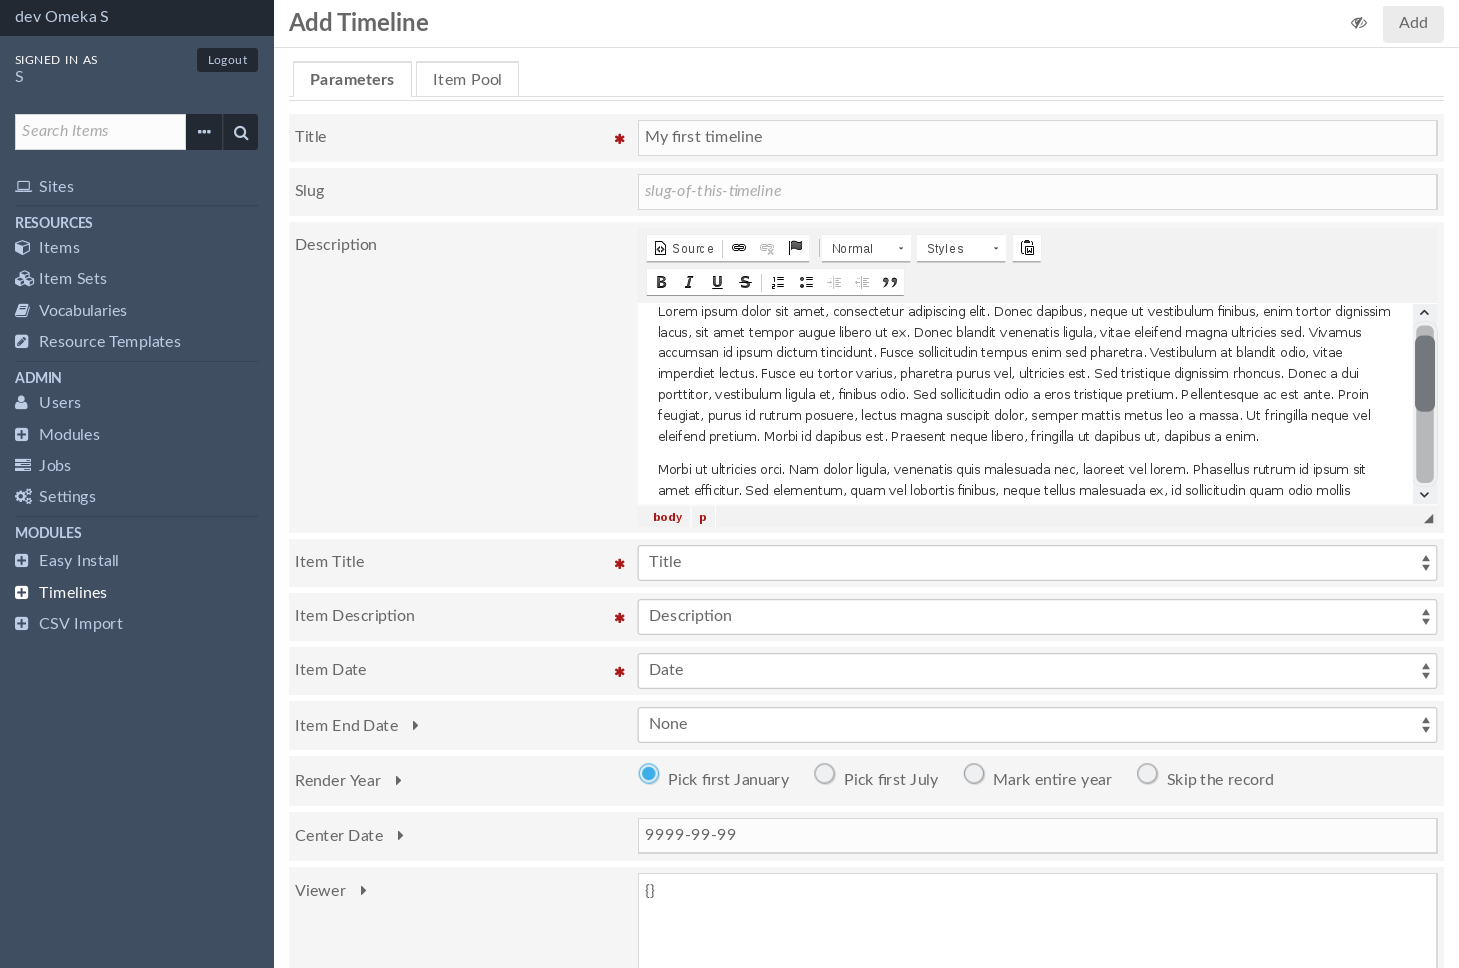 dev Omeka S
SIGNED IN AS
S
Logout
Search Items
Sites
RESOURCES
Items
Item Sets
Vocabularies
Resource Templates
ADMIN
Users
Modules
Jobs
Settings
MODULES
Easy Install
Timelines
CSV Import
Add Timeline
Add
Parameters
Item Pool
Title
My first timeline
Slug
slug-of-this-timeline
Description
Source
Normal
Styles
Lorem ipsum dolor sit amet, consectetur adipiscing elit. Donec dapibus, neque ut vestibulum finibus, enim tortor dignissim
lacus, sit amet tempor augue libero ut ex. Donec blandit venenatis ligula, vitae eleifend magna ultricies sed. Vivamus
accumsan id ipsum dictum tincidunt. Fusce sollicitudin tempus enim sed pharetra. Vestibulum at blandit odio, vitae
imperdiet lectus. Fusce eu tortor varius, pharetra purus vel, ultricies est. Sed tristique dignissim rhoncus. Donec a dui
porttitor, vestibulum ligula et, finibus odio. Sed sollicitudin odio a eros tristique pretium. Pellentesque ac est ante. Proin
feugiat, purus id rutrum posuere, lectus magna suscipit dolor, semper mattis metus leo a massa. Ut fringilla neque vel
eleifend pretium. Morbi id dapibus est. Praesent neque libero, fringilla ut dapibus ut, dapibus a enim.
Morbi ut ultricies orci. Nam dolor ligula, venenatis quis malesuada nec, laoreet vel lorem. Phasellus rutrum id ipsum sit
amet efficitur. Sed elementum, quam vel lobortis finibus, neque tellus malesuada ex, id sollicitudin quam odio mollis
body p
Item Title
Title
Item Description
Description
Item Date
Date
Item End Date
None
Render Year
Pick first January
Pick first July
Mark entire year
Skip the record
Center Date
9999-99-99
Viewer
{}